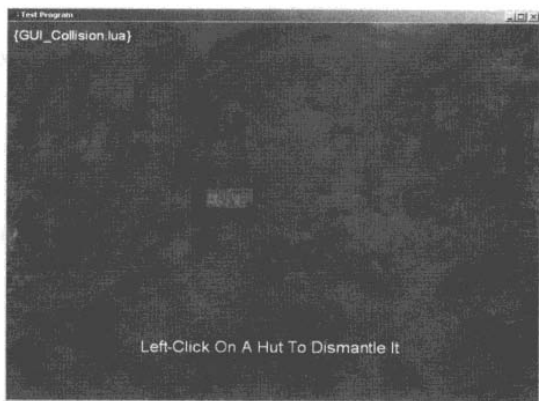 - Test Program
{GUI_Collision.lua}
Left-Click On A Hut To Dismantle It